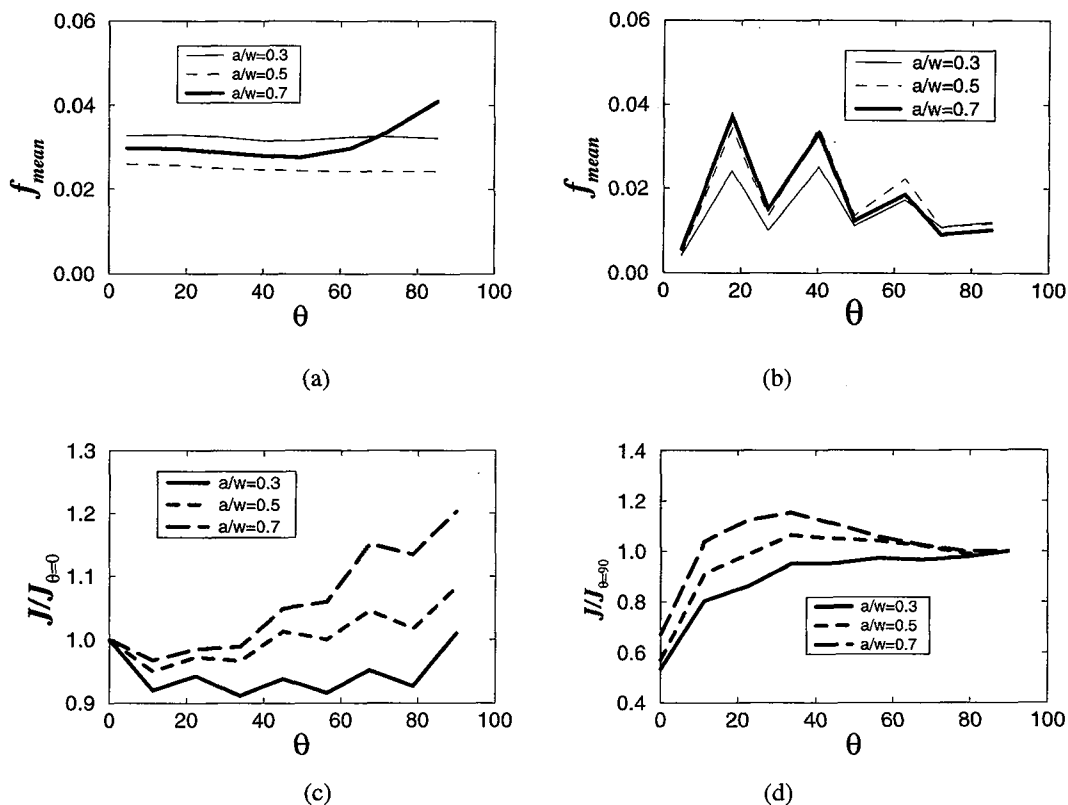 0.06
0.04
0.02
0.00
f_mean
a/w=0.3
a/w=0.5
a/w=0.7
0 20 40 60 80 100
θ
(a)
0.06
0.04
0.02
0.00
f_mean
a/w=0.3
a/w=0.5
a/w=0.7
0 20 40 60 80 100
θ
(b)
1.3
1.2
1.1
1.0
0.9
J/J_θ=0
a/w=0.3
a/w=0.5
a/w=0.7
0 20 40 60 80 100
θ
(c)
1.4
1.2
1.0
0.8
0.6
0.4
J/J_θ=90
a/w=0.3
a/w=0.5
a/w=0.7
0 20 40 60 80 100
θ
(d)